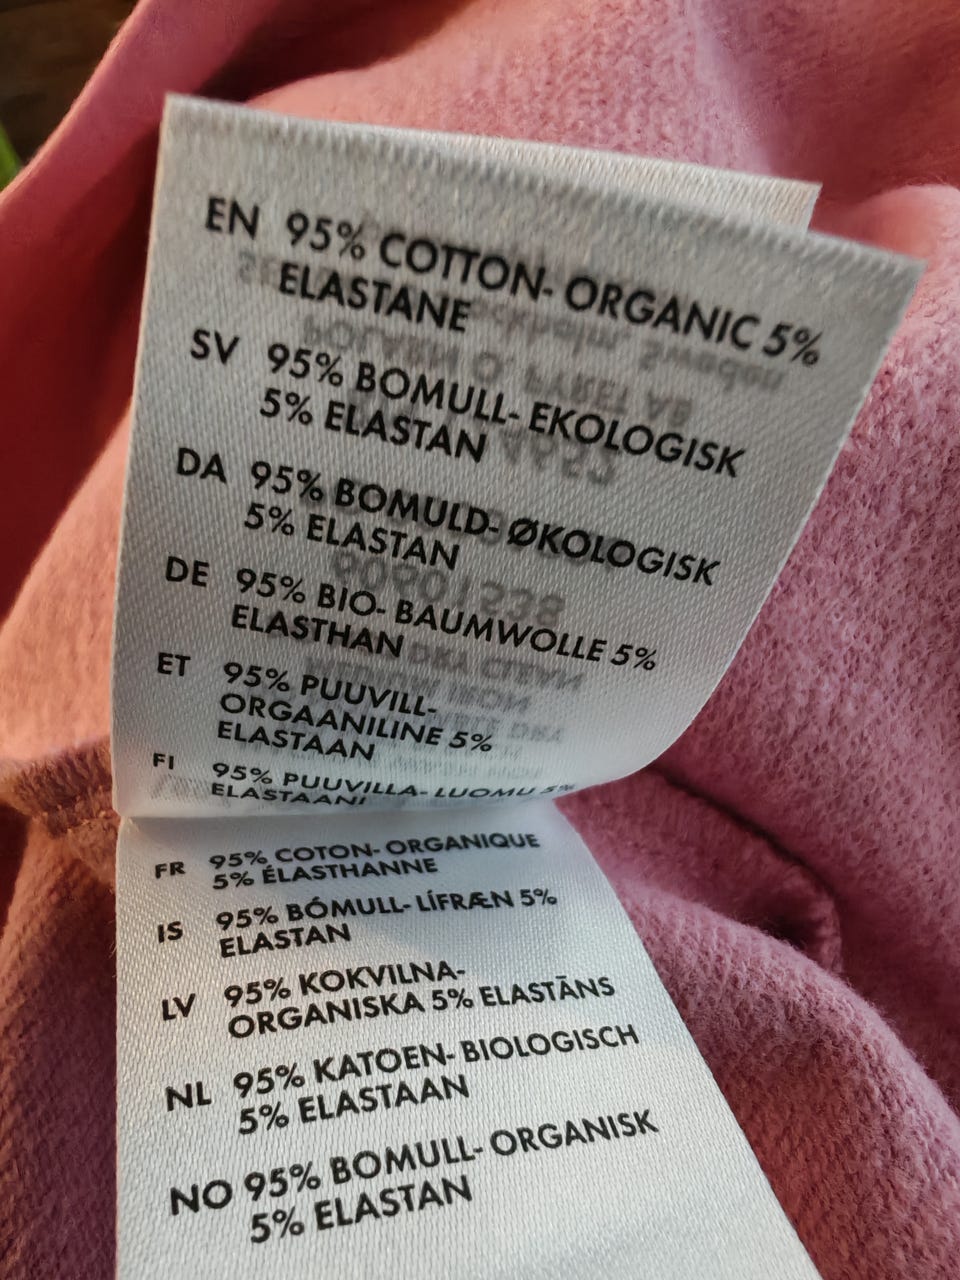 EN 95% COTTON- ORGANIC 5%
ELASTANE
SV 95% BOMULL- EKOLOGISK
5% ELASTAN
DA 95% BOMULD- ØKOLOGISK
5% ELASTAN
DE 95% BIO- BAUMWOLLE 5%
ELASTHAN
ET 95% PUUVILL-
ORGAANILINE 5%
ELASTAAN
FI 95% PUUVILLA- LUOMU 5%
ELASTAANI
FR 95% COTON- ORGANIQUE
5% ÉLASTHANNE
IS 95% BÓMULL- LÍFRÆN 5%
ELASTAN
LV 95% KOKVILNA-
ORGANISKA 5% ELASTĀNS
NL 95% KATOEN- BIOLOGISCH
5% ELASTAAN
NO 95% BOMULL- ORGANISK
5% ELASTAN